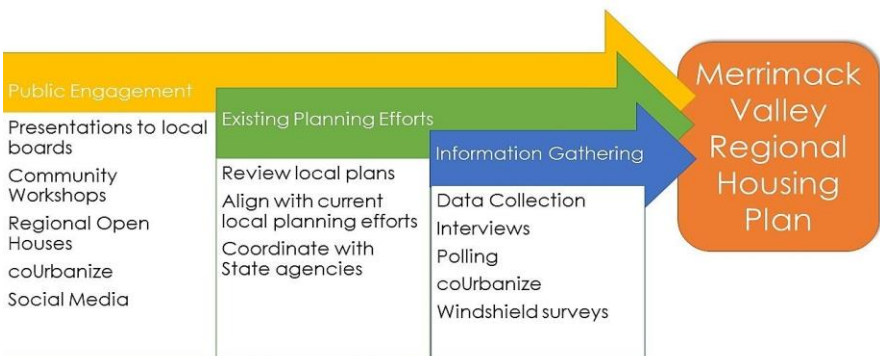 Public Engagement
Presentations to local
boards
Community
Workshops
Regional Open
Houses
coUrbanize
Social Media
Existing Planning Efforts
Review local plans
Align with current
local planning efforts
Coordinate with
State agencies
Information Gathering
Data Collection
Interviews
Polling
coUrbanize
Windshield surveys
Merrimack
Valley
Regional
Housing
Plan